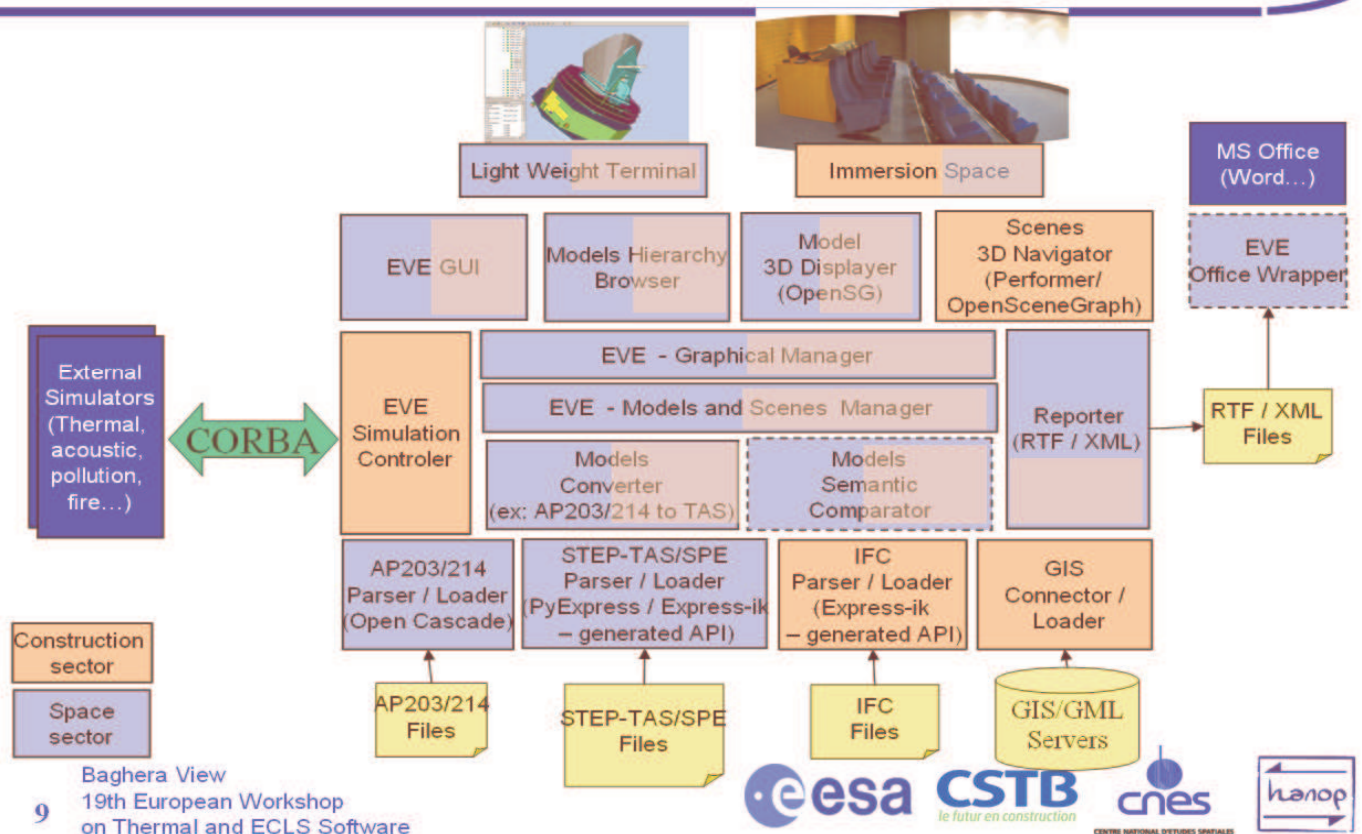 Light Weight Terminal
Immersion Space
MS Office
(Word…)
EVE GUI
Models Hierarchy
Browser
Model
3D Displayer
(OpenSG)
Scenes
3D Navigator
(Performer/
OpenSceneGraph)
EVE
Office Wrapper
External
Simulators
(Thermal,
acoustic,
pollution,
fire…)
CORBA
EVE
Simulation
Controler
EVE - Graphical Manager
EVE - Models and Scenes Manager
Models
Converter
(ex: AP203/214 to TAS)
Models
Semantic
Comparator
Reporter
(RTF / XML)
RTF / XML
Files
AP203/214
Parser / Loader
(Open Cascade)
STEP-TAS/SPE
Parser / Loader
(PyExpress / Express-ik
– generated API)
IFC
Parser / Loader
(Express-ik
– generated API)
GIS
Connector /
Loader
Construction
sector
Space
sector
AP203/214
Files
STEP-TAS/SPE
Files
IFC
Files
GIS/GML
Servers
9
Baghera View
19th European Workshop
on Thermal and ECLS Software
esa
CSTB
le futur en construction
cnes
CENTRE NATIONAL D'ETUDES SPATIALES